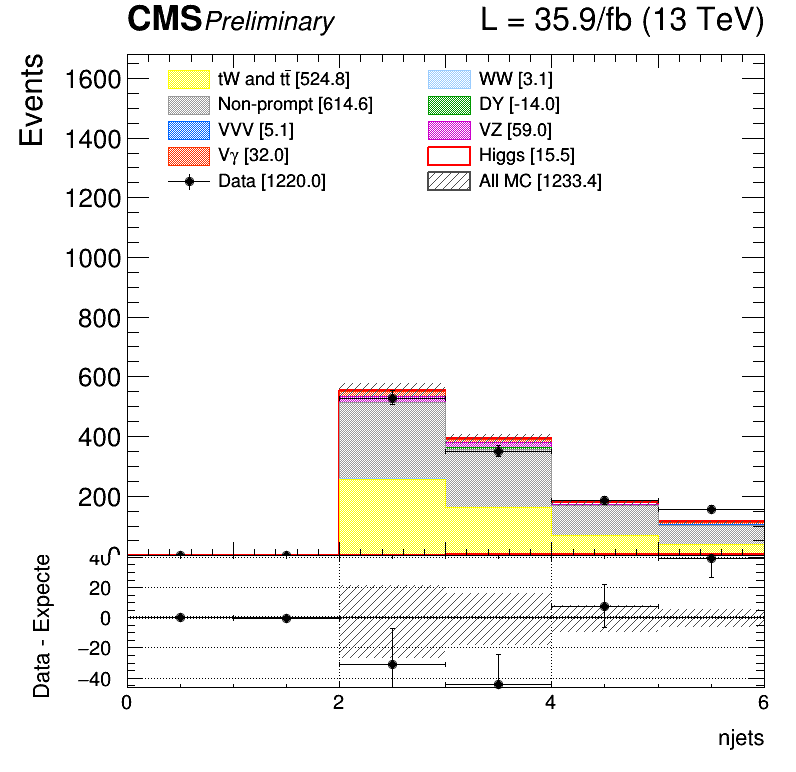 CMS Preliminary L = 35.9/fb (13 TeV)
Events
1600
1400
1200
1000
800
600
400
200
0
tW and tt̄ [524.8]
Non-prompt [614.6]
VVV [5.1]
Vγ [32.0]
Data [1220.0]
WW [3.1]
DY [-14.0]
VZ [59.0]
Higgs [15.5]
All MC [1233.4]
Data - Expecte
40
20
0
−20
−40
0 2 4 6
njets